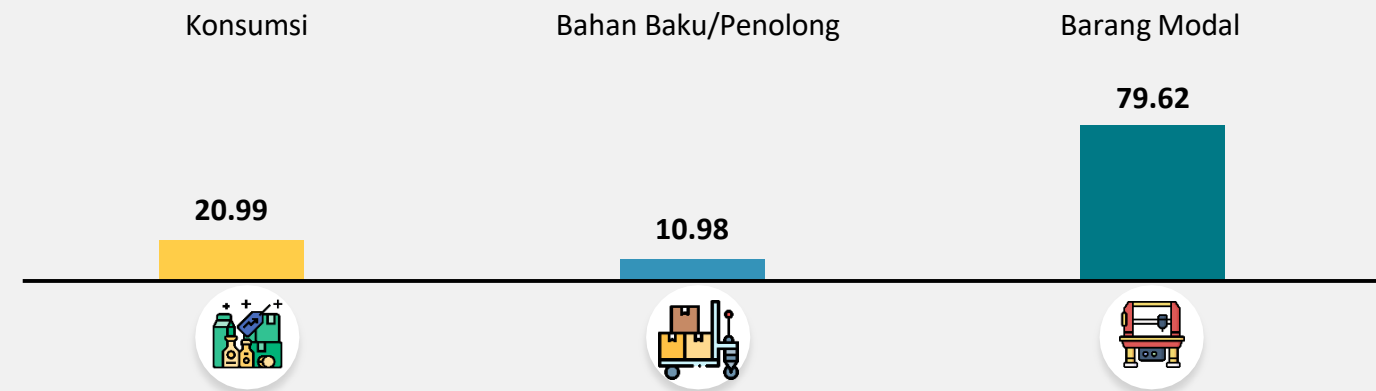 Konsumsi
Bahan Baku/Penolong
Barang Modal
79.62
20.99
10.98